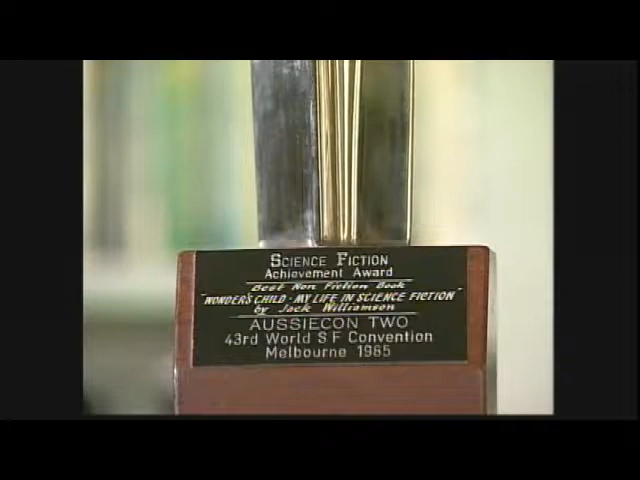 SCIENCE FICTION
Achievement Award
Best Non Fiction Book
"WONDER'S CHILD - MY LIFE IN SCIENCE FICTION"
by Jack Williamson
AUSSIECON TWO
43rd World S F Convention
Melbourne 1985